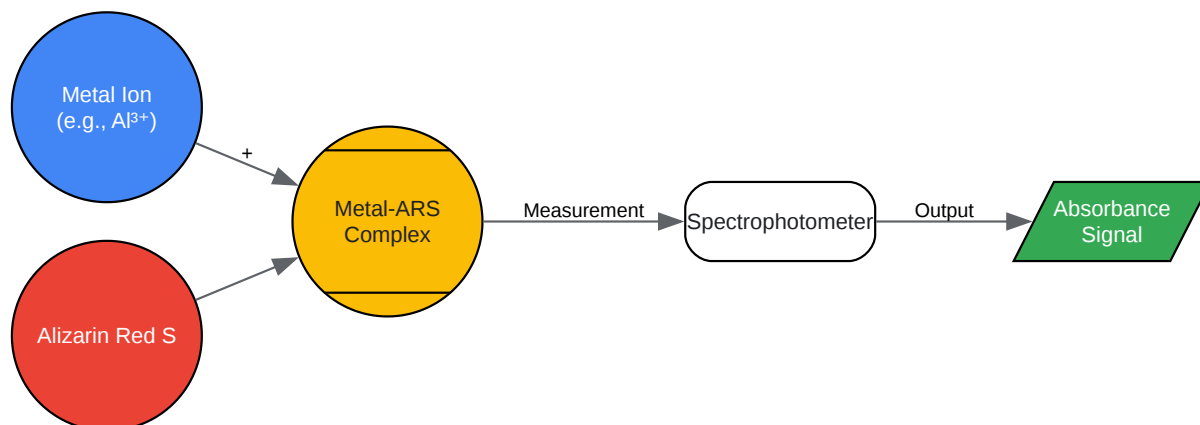 Metal Ion
(e.g., Al³⁺)
+
Alizarin Red S
Metal-ARS
Complex
Measurement
Spectrophotometer
Output
Absorbance
Signal